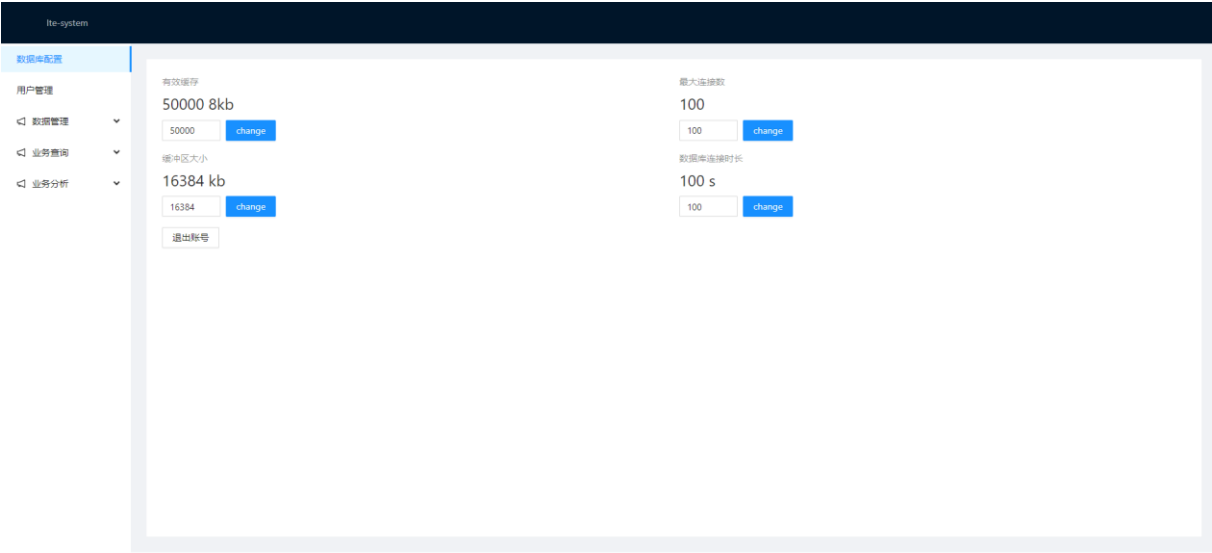 lte-system
数据库配置
用户管理
数据管理
业务查询
业务分析
有效缓存
50000 8kb
50000 change
缓冲区大小
16384 kb
16384 change
退出账号
最大连接数
100
100 change
数据库连接时长
100 s
100 change